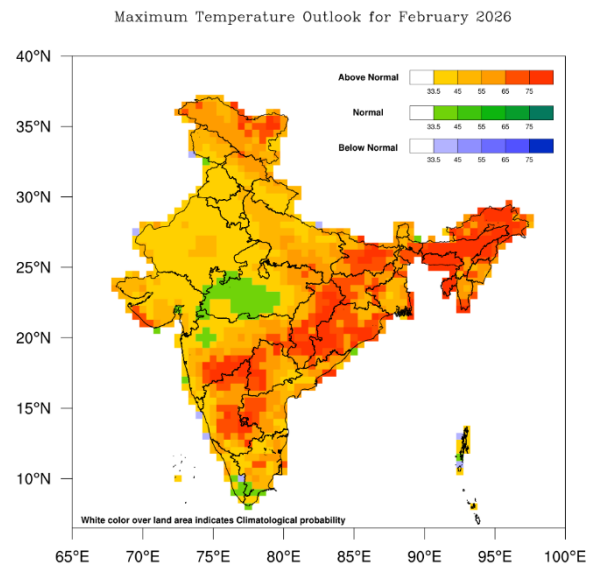 Maximum Temperature Outlook for February 2026
40°N
35°N
30°N
25°N
20°N
15°N
10°N
Above Normal
33.5 45 55 65 75
Normal
33.5 45 55 65 75
Below Normal
33.5 45 55 65 75
White color over land area indicates Climatological probability
65°E 70°E 75°E 80°E 85°E 90°E 95°E 100°E